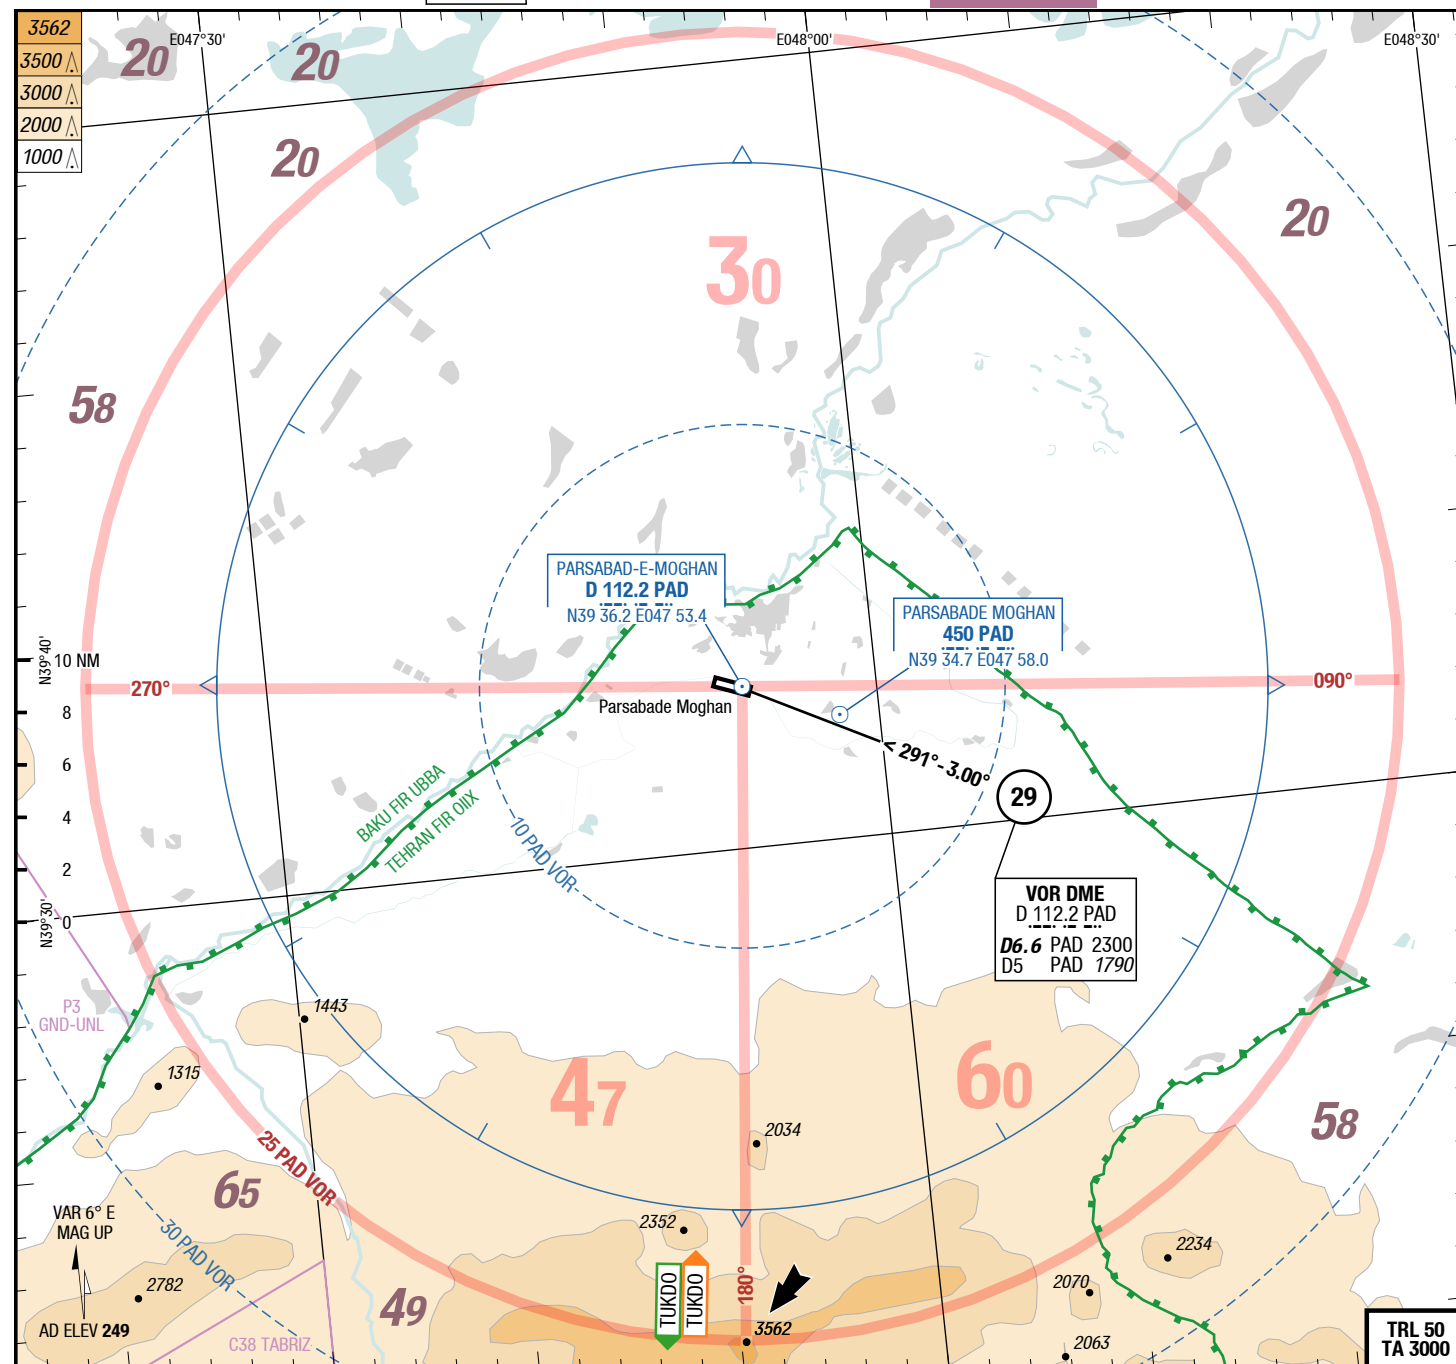 3562
3500
3000
2000
1000
E047°30'
E048°00'
E048°30'
20
20
20
20
30
58
PARSABAD-E-MOGHAN
D 112.2 PAD
N39 36.2 E047 53.4
PARSABADE MOGHAN
450 PAD
N39 34.7 E047 58.0
N39°40'
10 NM
8
6
4
2
0
N39°30'
270°
090°
Parsabade Moghan
< 291°-3.00°
29
BAKU FIR UBBA
TEHRAN FIR OIIX
10 PAD VOR
VOR DME
D 112.2 PAD
D6.6 PAD 2300
D5 PAD 1790
P3
GND-UNL
1443
1315
47
60
2034
58
25 PAD VOR
65
VAR 6° E
MAG UP
30 PAD VOR
2352
2234
2782
2070
TUKDO
TUKDO
180°
49
3562
AD ELEV 249
C38 TABRIZ
2063
TRL 50
TA 3000